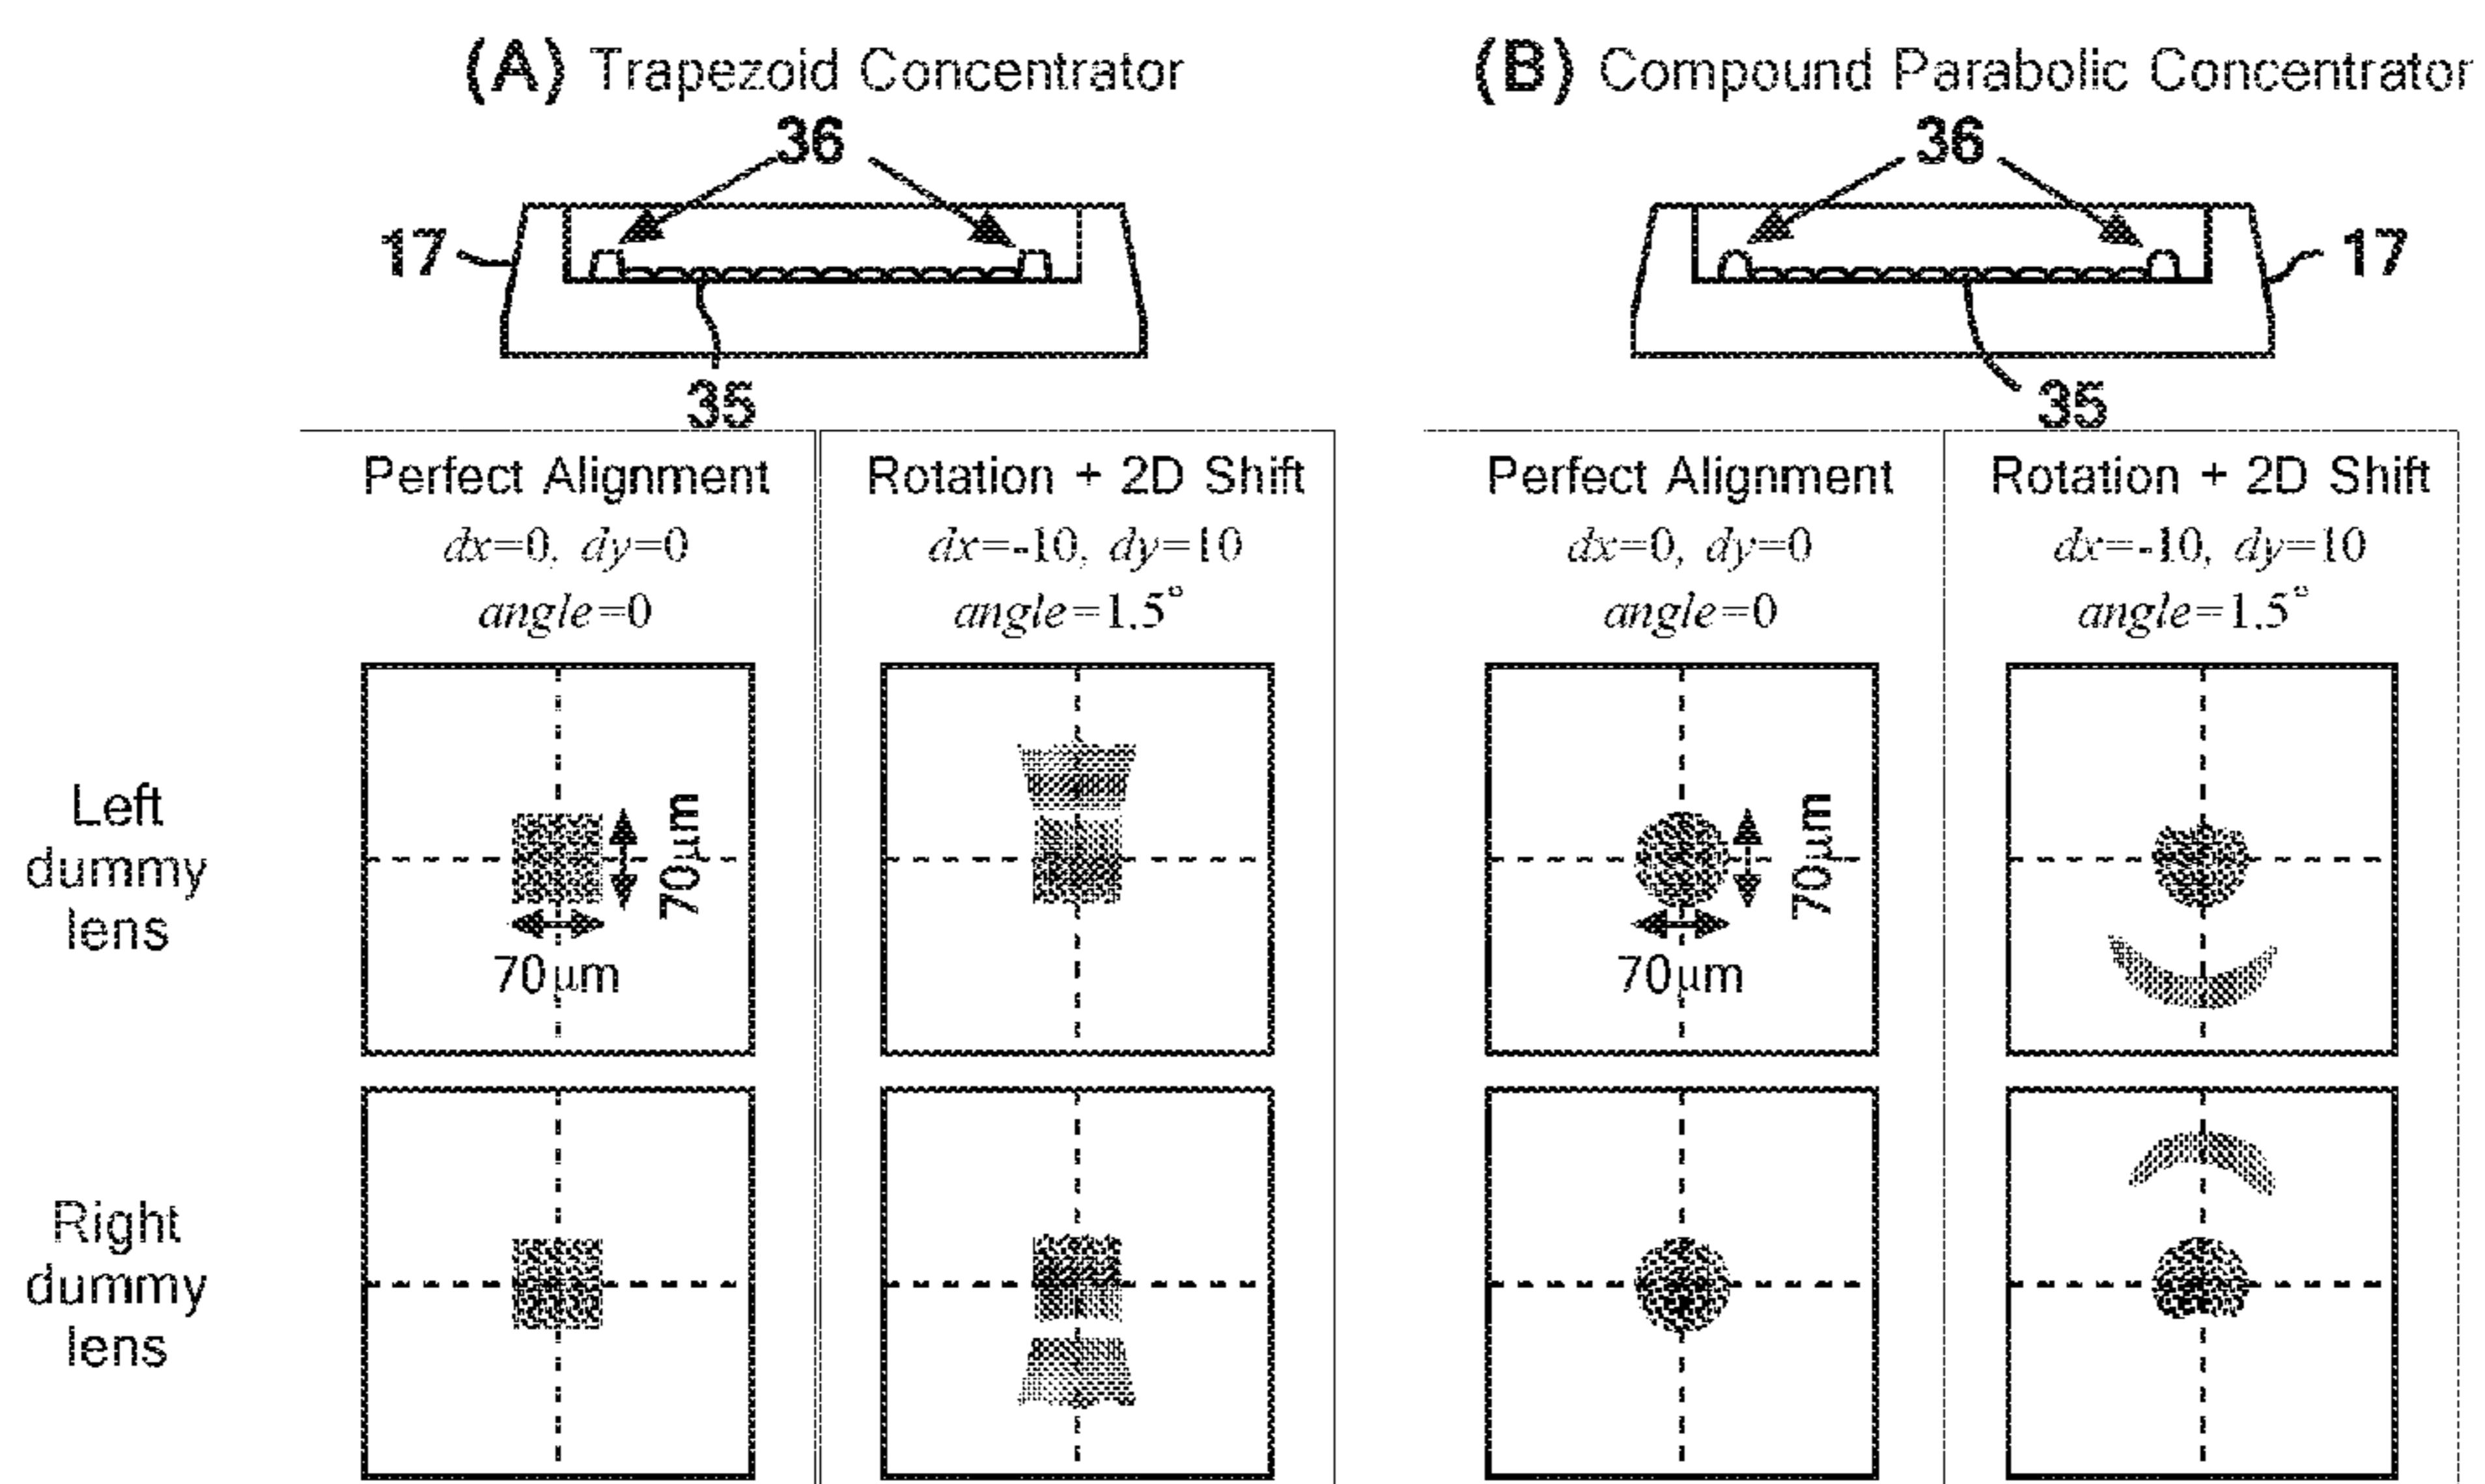 (A) Trapezoid Concentrator
36
17
35
Perfect Alignment
dx=0, dy=0
angle=0
Rotation + 2D Shift
dx=-10, dy=10
angle=1.5°
(B) Compound Parabolic Concentrator
36
17
35
Perfect Alignment
dx=0, dy=0
angle=0
Rotation + 2D Shift
dx=-10, dy=10
angle=1.5°
Left
dummy
lens
70µm
70µm
70µm
70µm
Right
dummy
lens